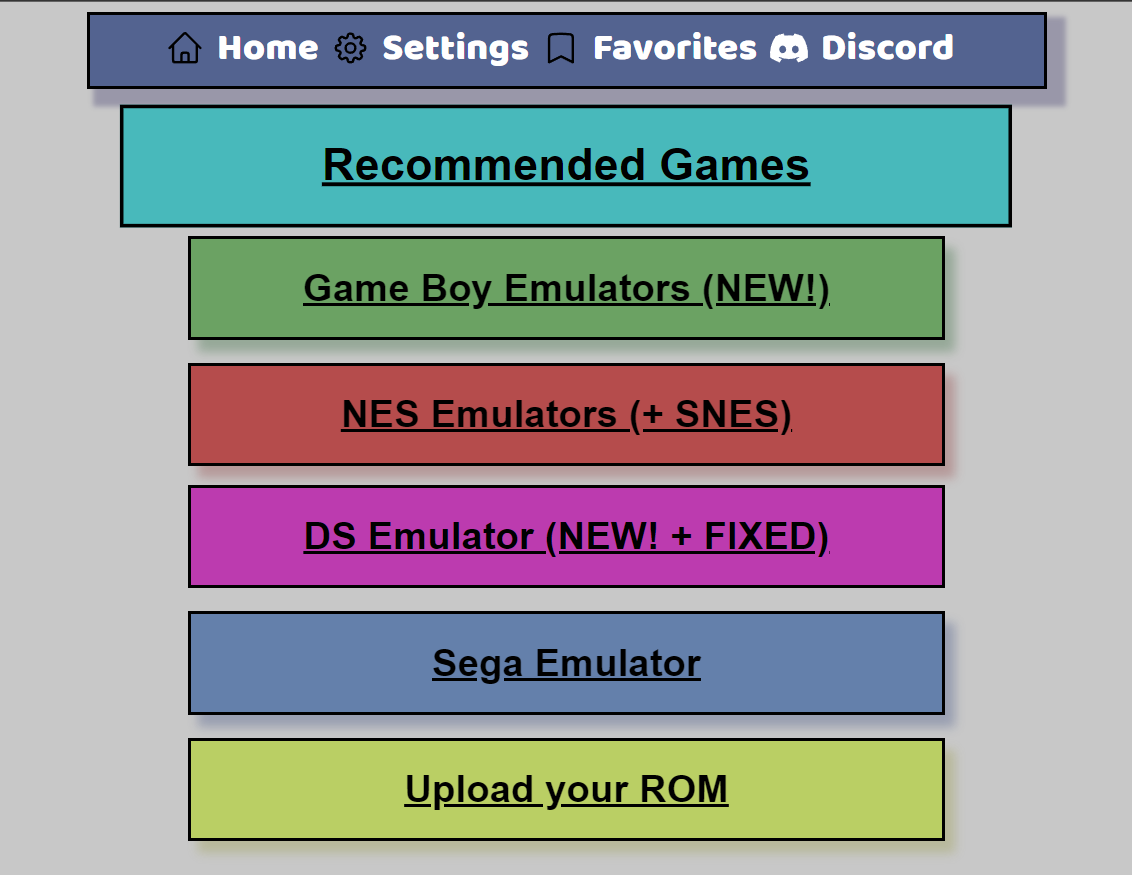 Home Settings Favorites Discord
Recommended Games
Game Boy Emulators (NEW!)
NES Emulators (+ SNES)
DS Emulator (NEW! + FIXED)
Sega Emulator
Upload your ROM